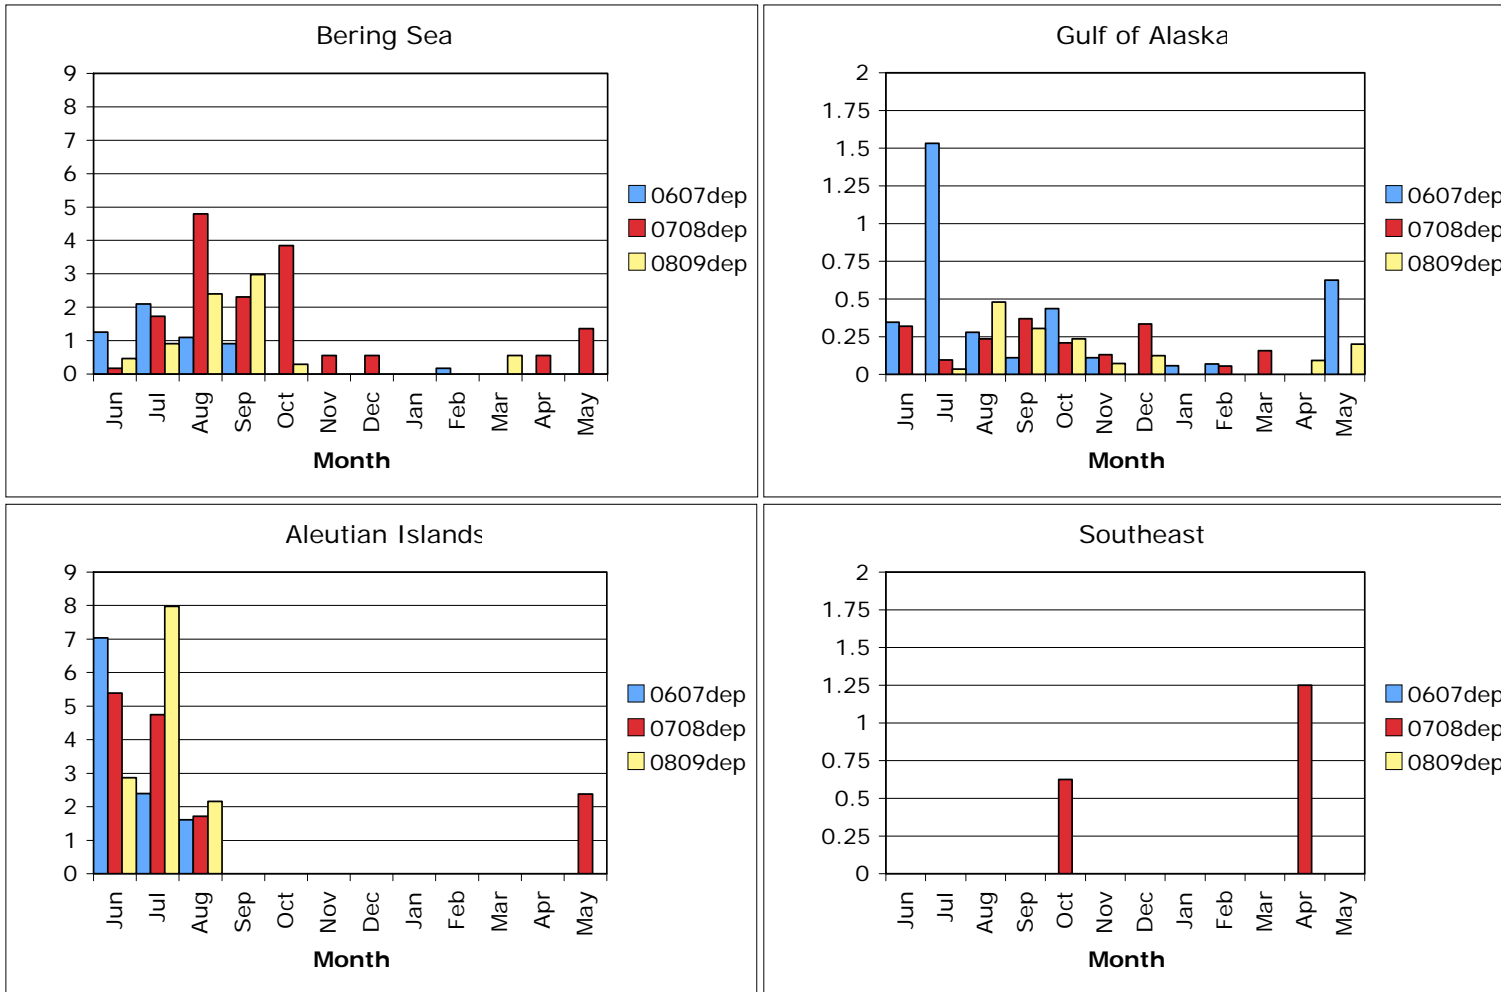 Bering Sea
9
8
7
6
5
4
3
2
1
0
Jun Jul Aug Sep Oct Nov Dec Jan Feb Mar Apr May
Month
0607dep
0708dep
0809dep
Gulf of Alaska
2
1.75
1.5
1.25
1
0.75
0.5
0.25
0
Jun Jul Aug Sep Oct Nov Dec Jan Feb Mar Apr May
Month
0607dep
0708dep
0809dep
Aleutian Islands
9
8
7
6
5
4
3
2
1
0
Jun Jul Aug Sep Oct Nov Dec Jan Feb Mar Apr May
Month
0607dep
0708dep
0809dep
Southeast
2
1.75
1.5
1.25
1
0.75
0.5
0.25
0
Jun Jul Aug Sep Oct Nov Dec Jan Feb Mar Apr May
Month
0607dep
0708dep
0809dep